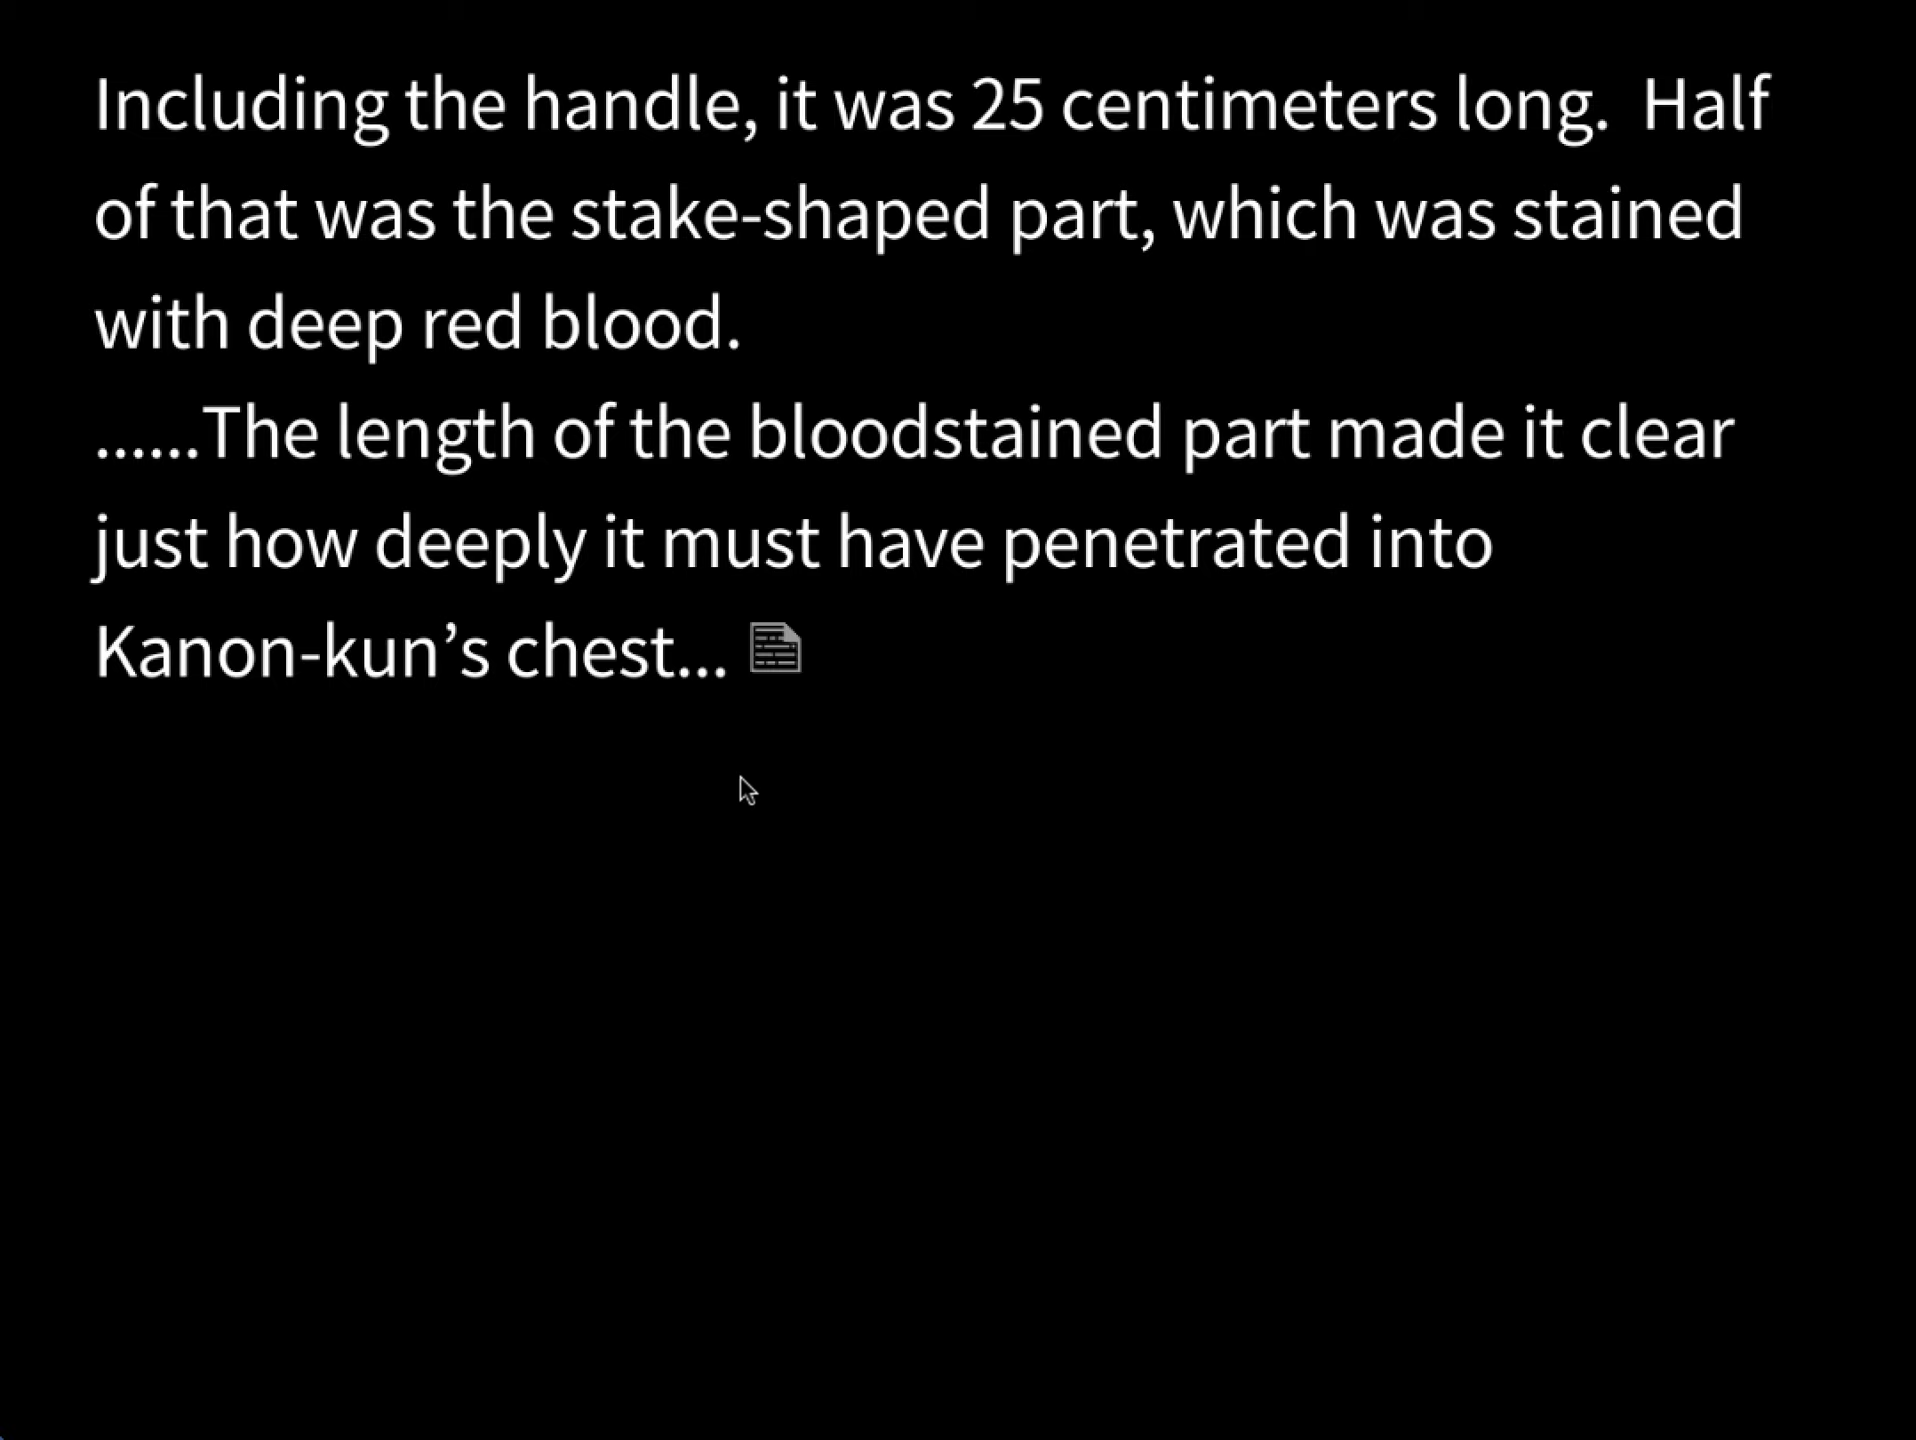 Including the handle, it was 25 centimeters long.  Half
of that was the stake-shaped part, which was stained
with deep red blood.
......The length of the bloodstained part made it clear
just how deeply it must have penetrated into
Kanon-kun’s chest...